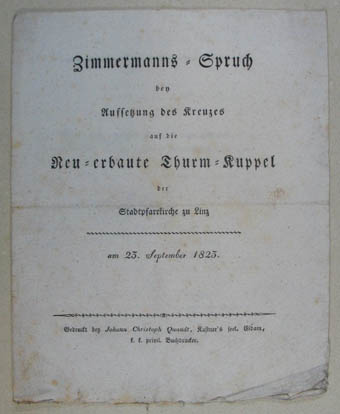 Zimmermanns-Spruch
bey
Aufsetzung des Kreuzes
auf die
Neu-erbaute Thurm-Kuppel
der
Stadtpfarrkirche zu Linz
am 23. September 1823.
Gedruckt bey Johann Christoph Quandt, Kastner's sel. Eidam,
k. k. privil. Buchdrucker.